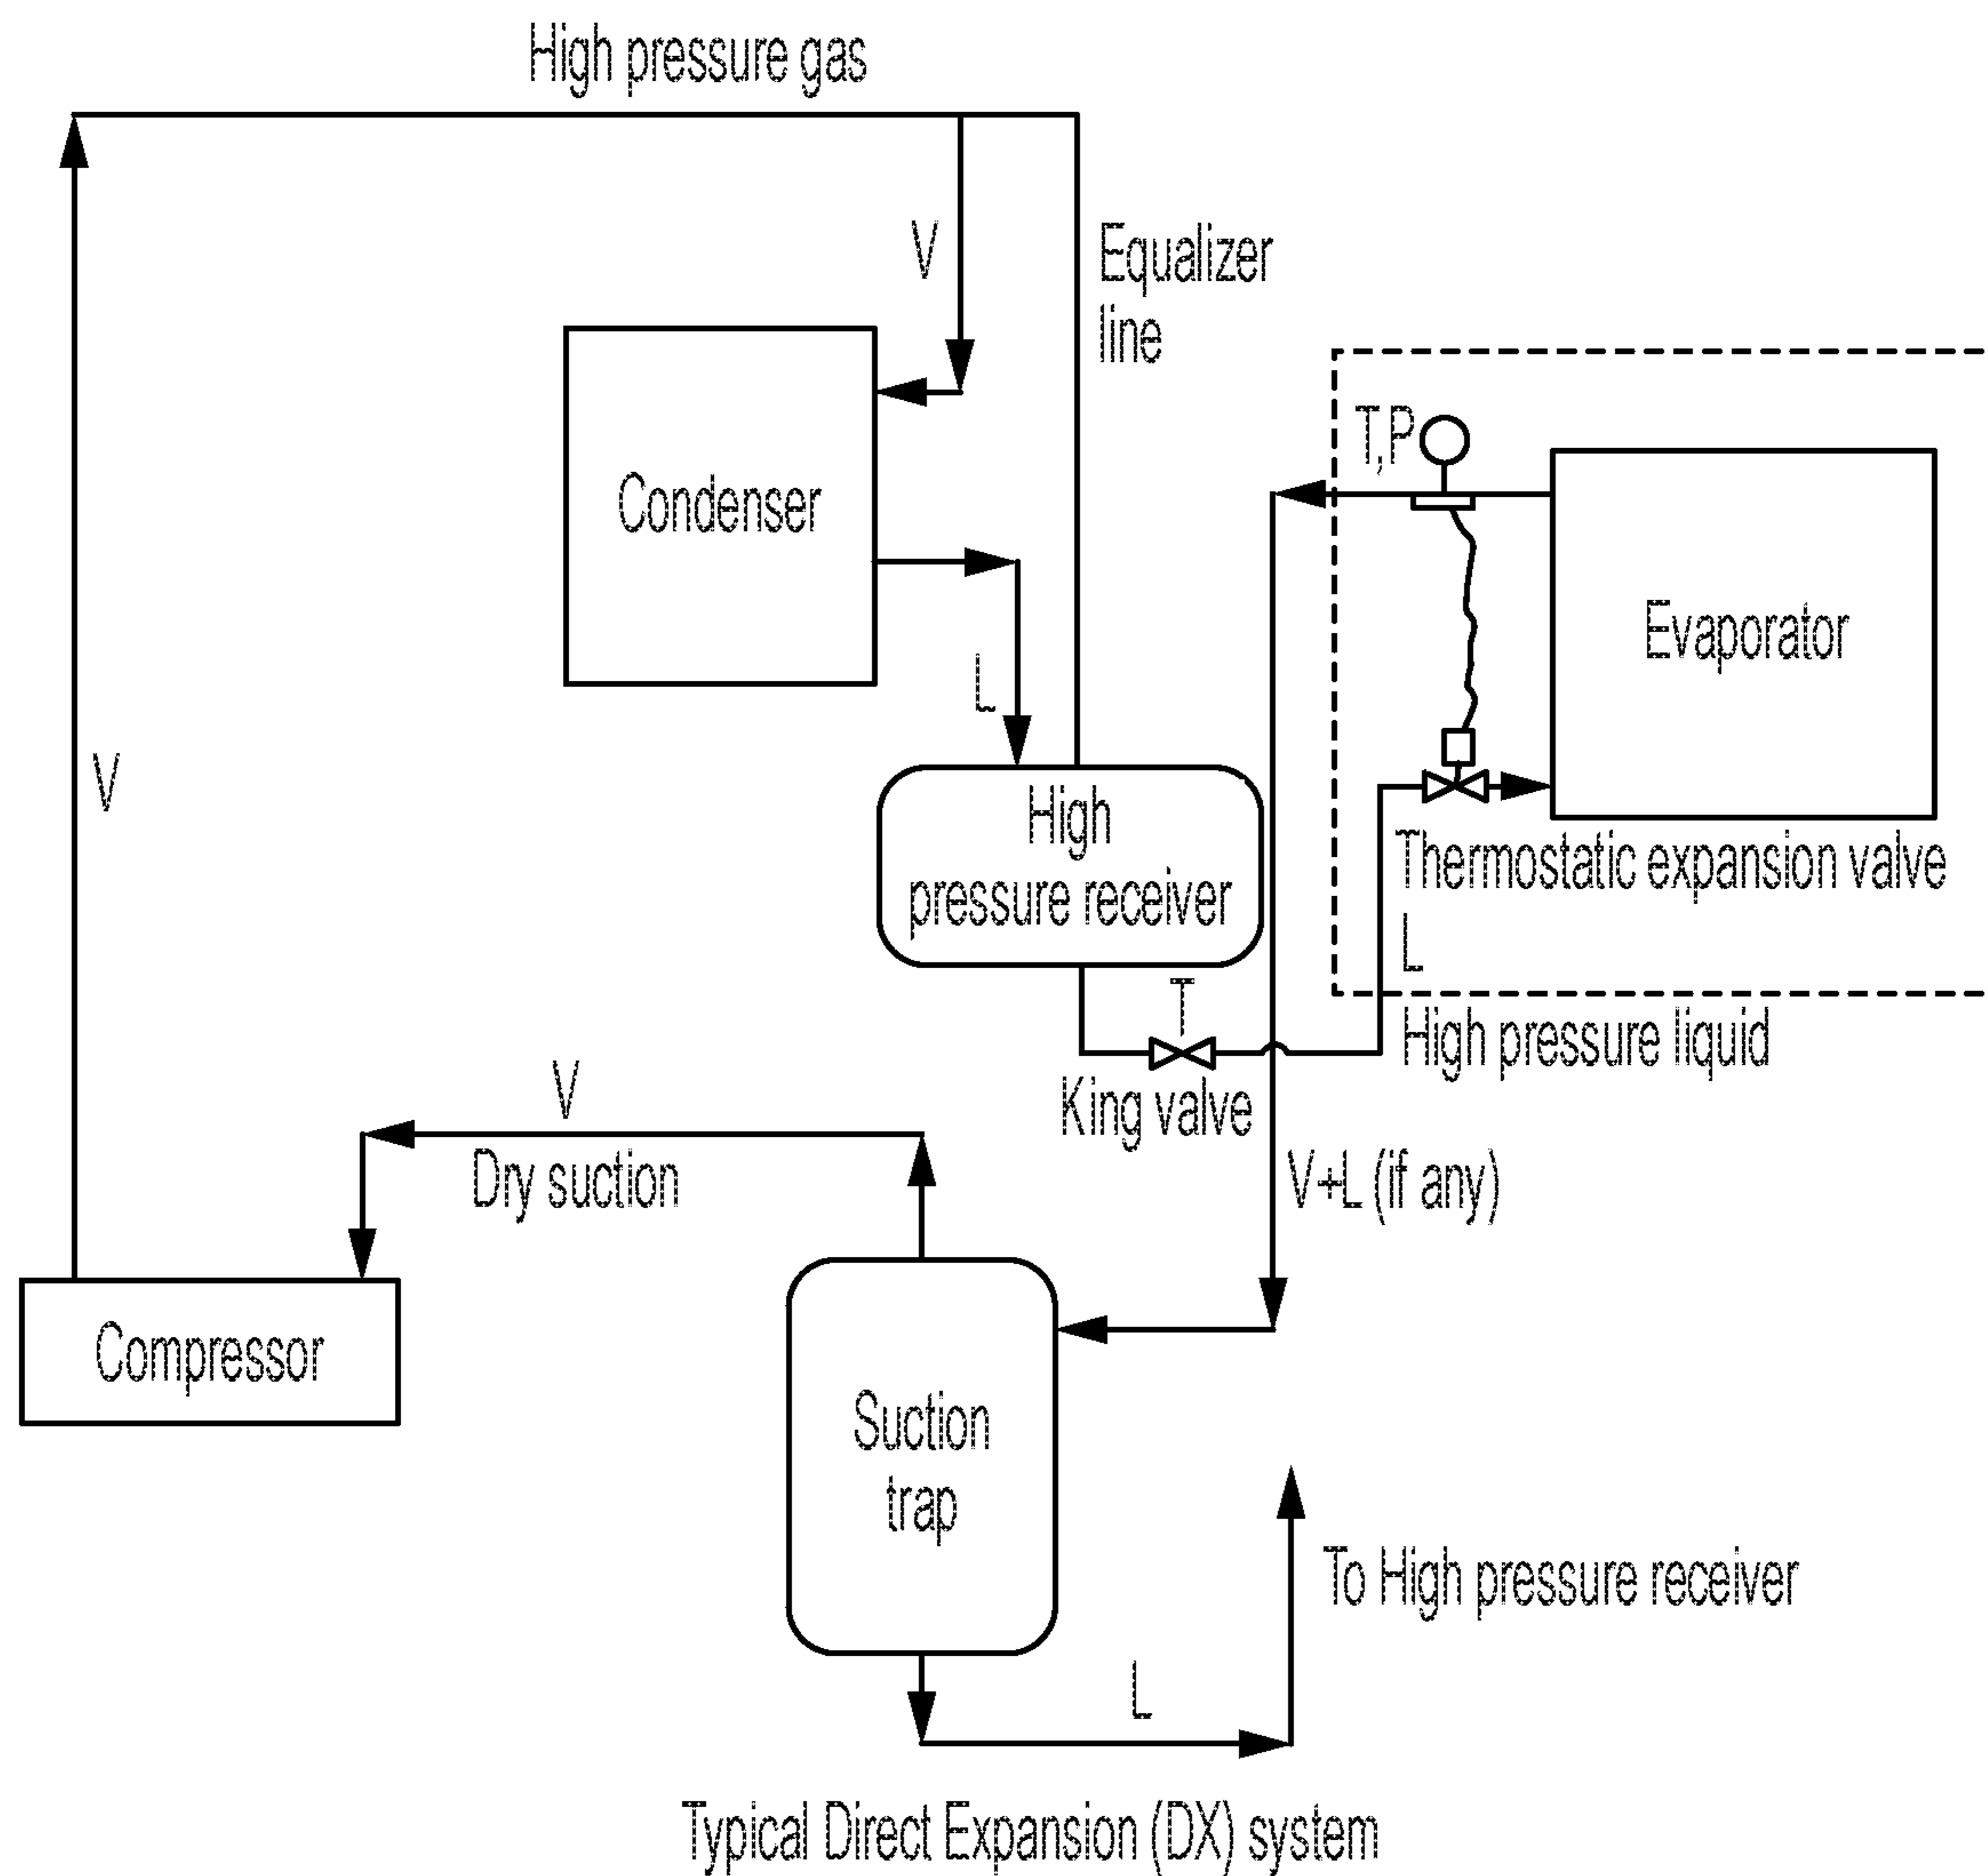 High pressure gas
V
Equalizer
line
T,P
Condenser
Evaporator
L
V
High
pressure receiver
Thermostatic expansion valve
L
T
High pressure liquid
King valve
V
Dry suction
V+L (if any)
Compressor
Suction
trap
To High pressure receiver
L
Typical Direct Expansion (DX) system